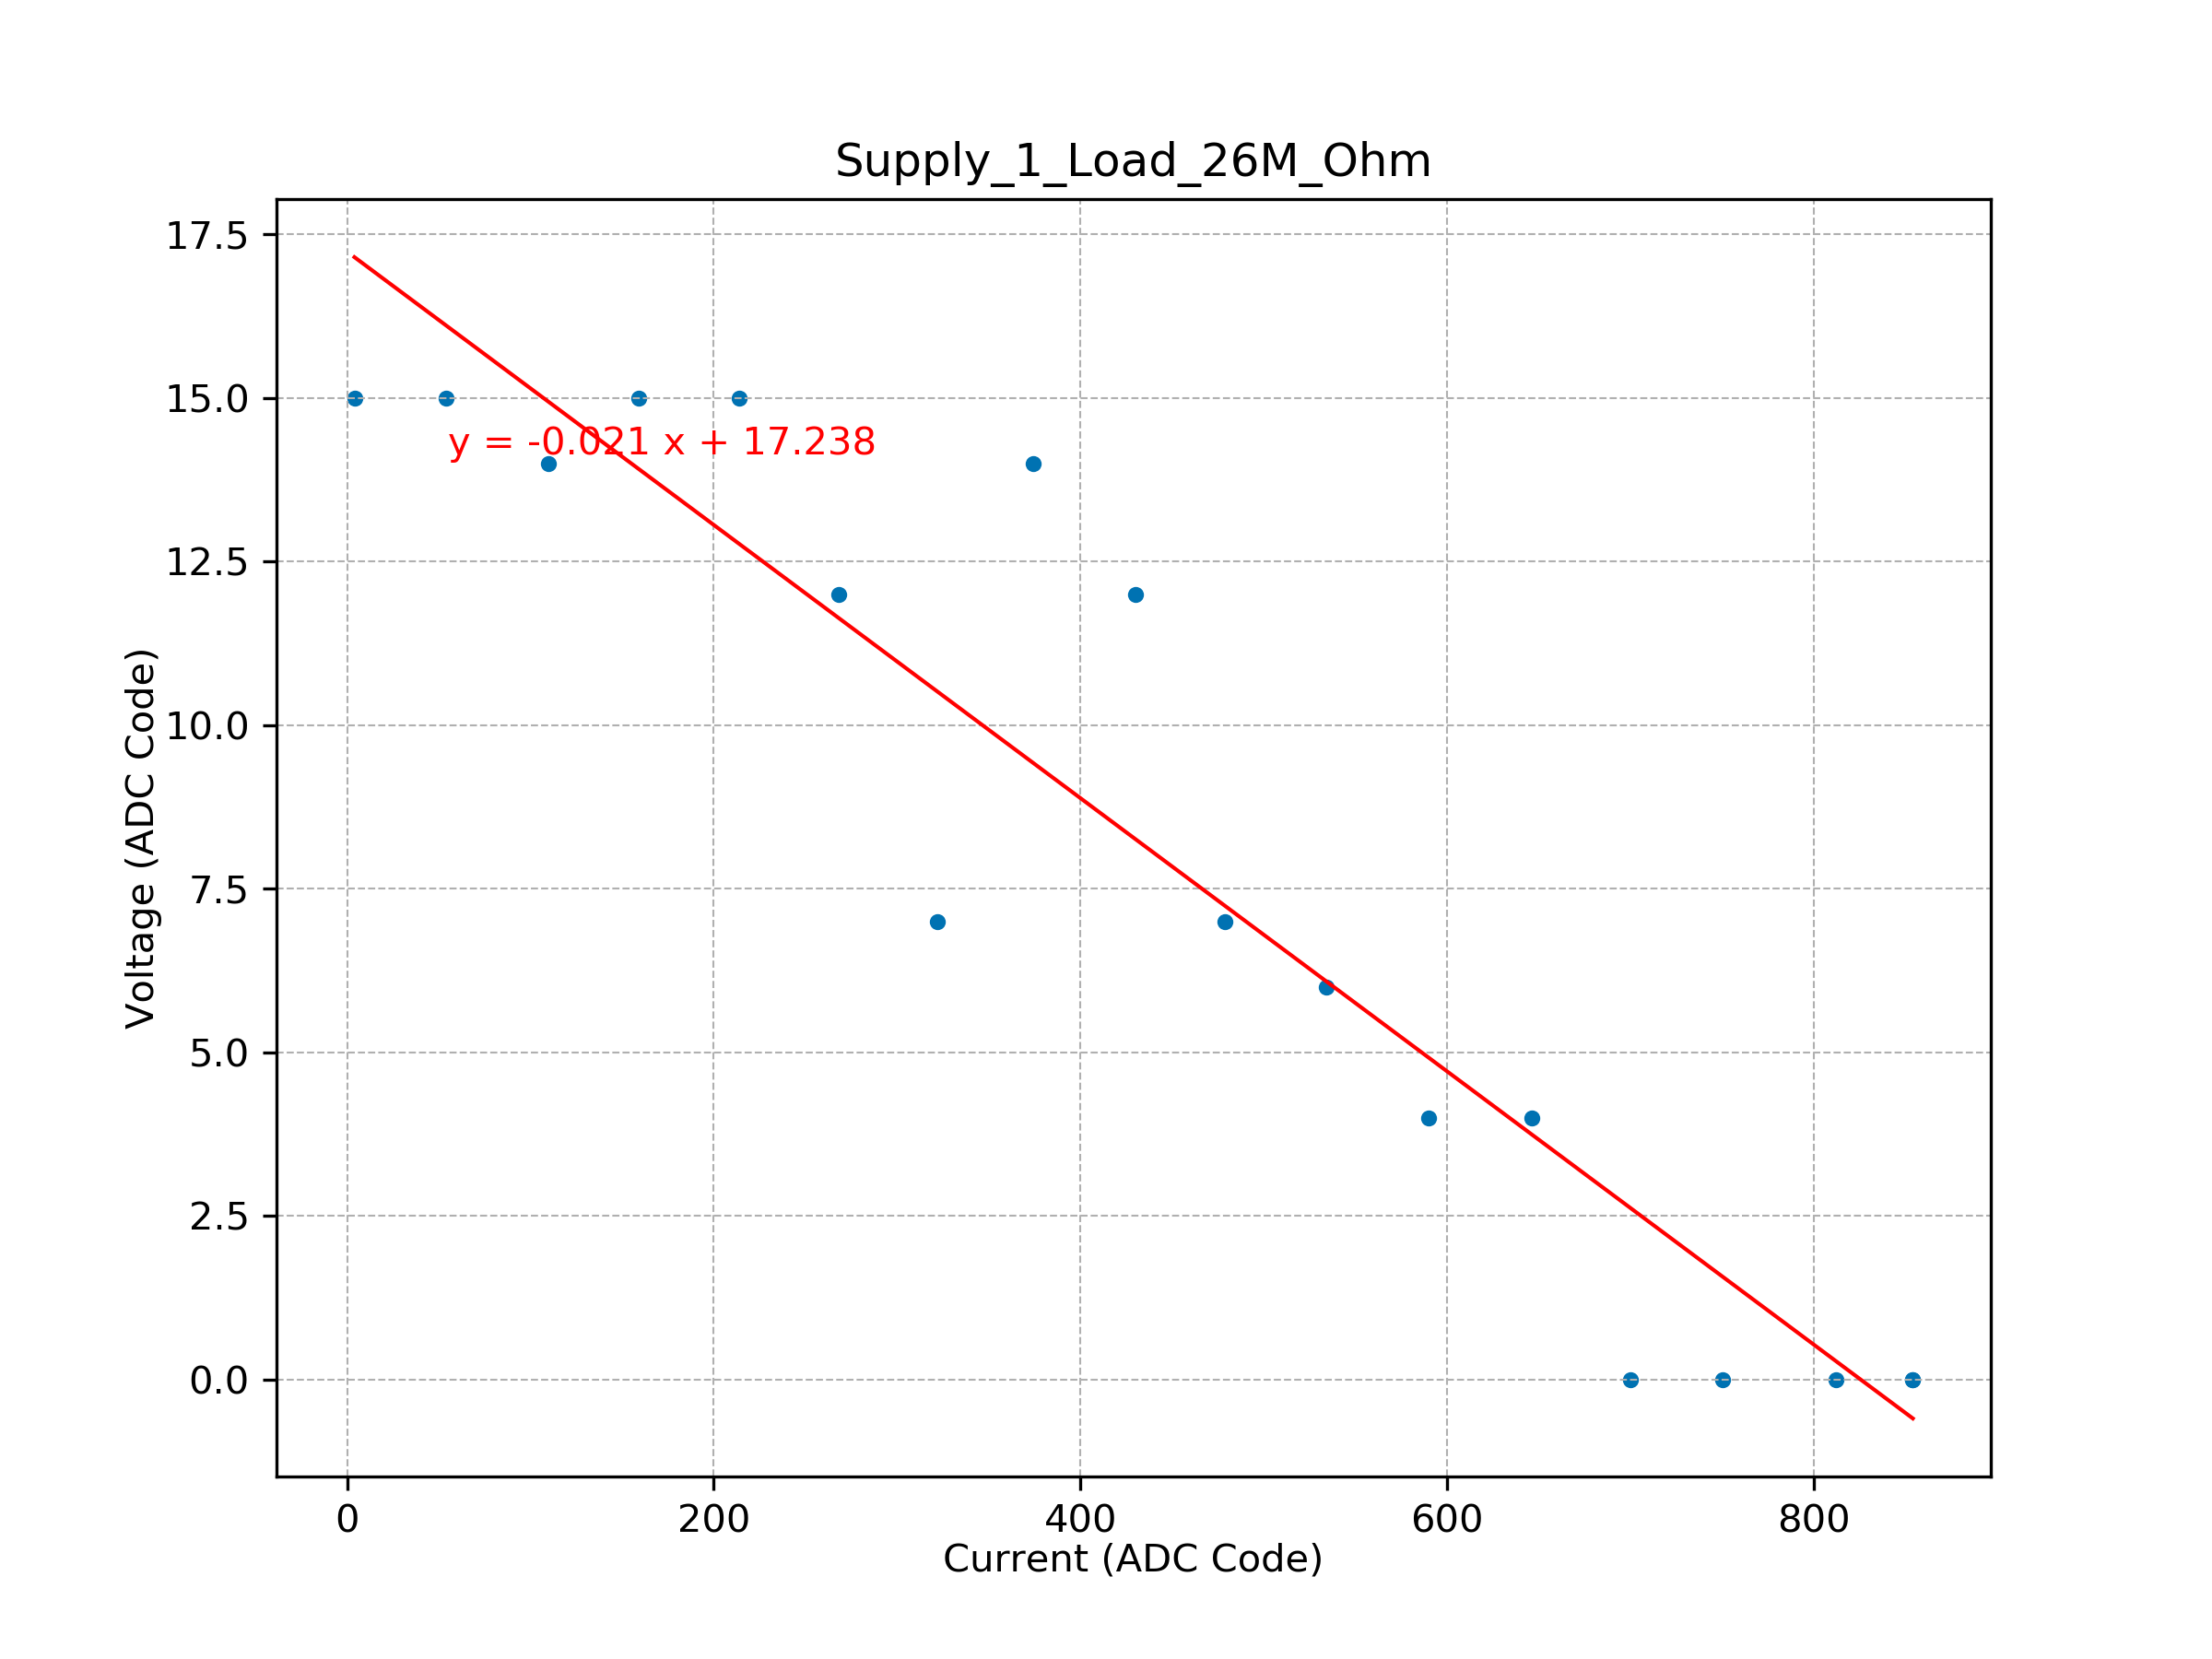 Supply_1_Load_26M_Ohm
17.5
15.0
12.5
10.0
7.5
5.0
2.5
0.0
Voltage (ADC Code)
y = -0.021 x + 17.238
0 200 400 600 800
Current (ADC Code)